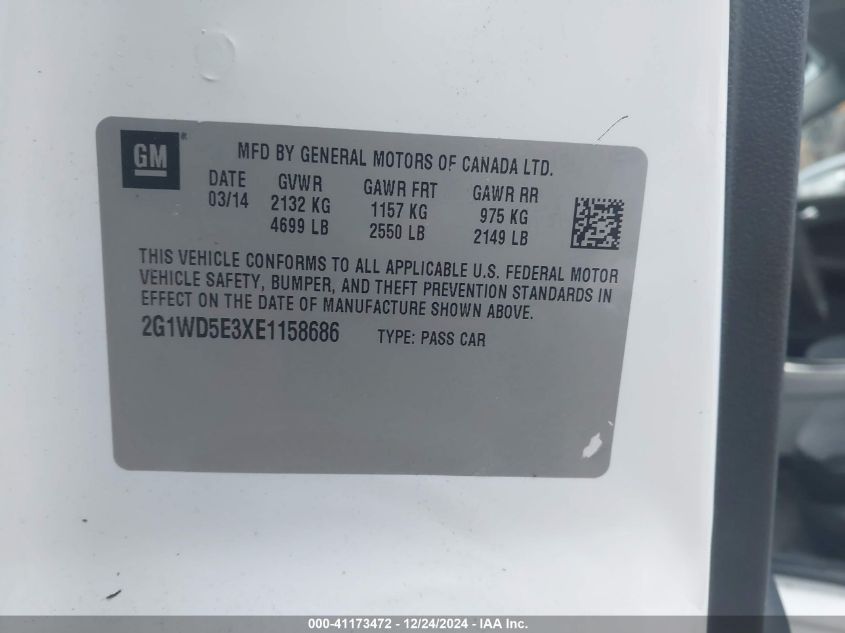 GM ®
MFD BY GENERAL MOTORS OF CANADA LTD.
DATE GVWR GAWR FRT GAWR RR
03/14 2132 KG 1157 KG 975 KG
4699 LB 2550 LB 2149 LB
THIS VEHICLE CONFORMS TO ALL APPLICABLE U.S. FEDERAL MOTOR
VEHICLE SAFETY, BUMPER, AND THEFT PREVENTION STANDARDS IN
EFFECT ON THE DATE OF MANUFACTURE SHOWN ABOVE.
2G1WD5E3XE1158686 TYPE: PASS CAR
000-41173472 - 12/24/2024 - IAA Inc.